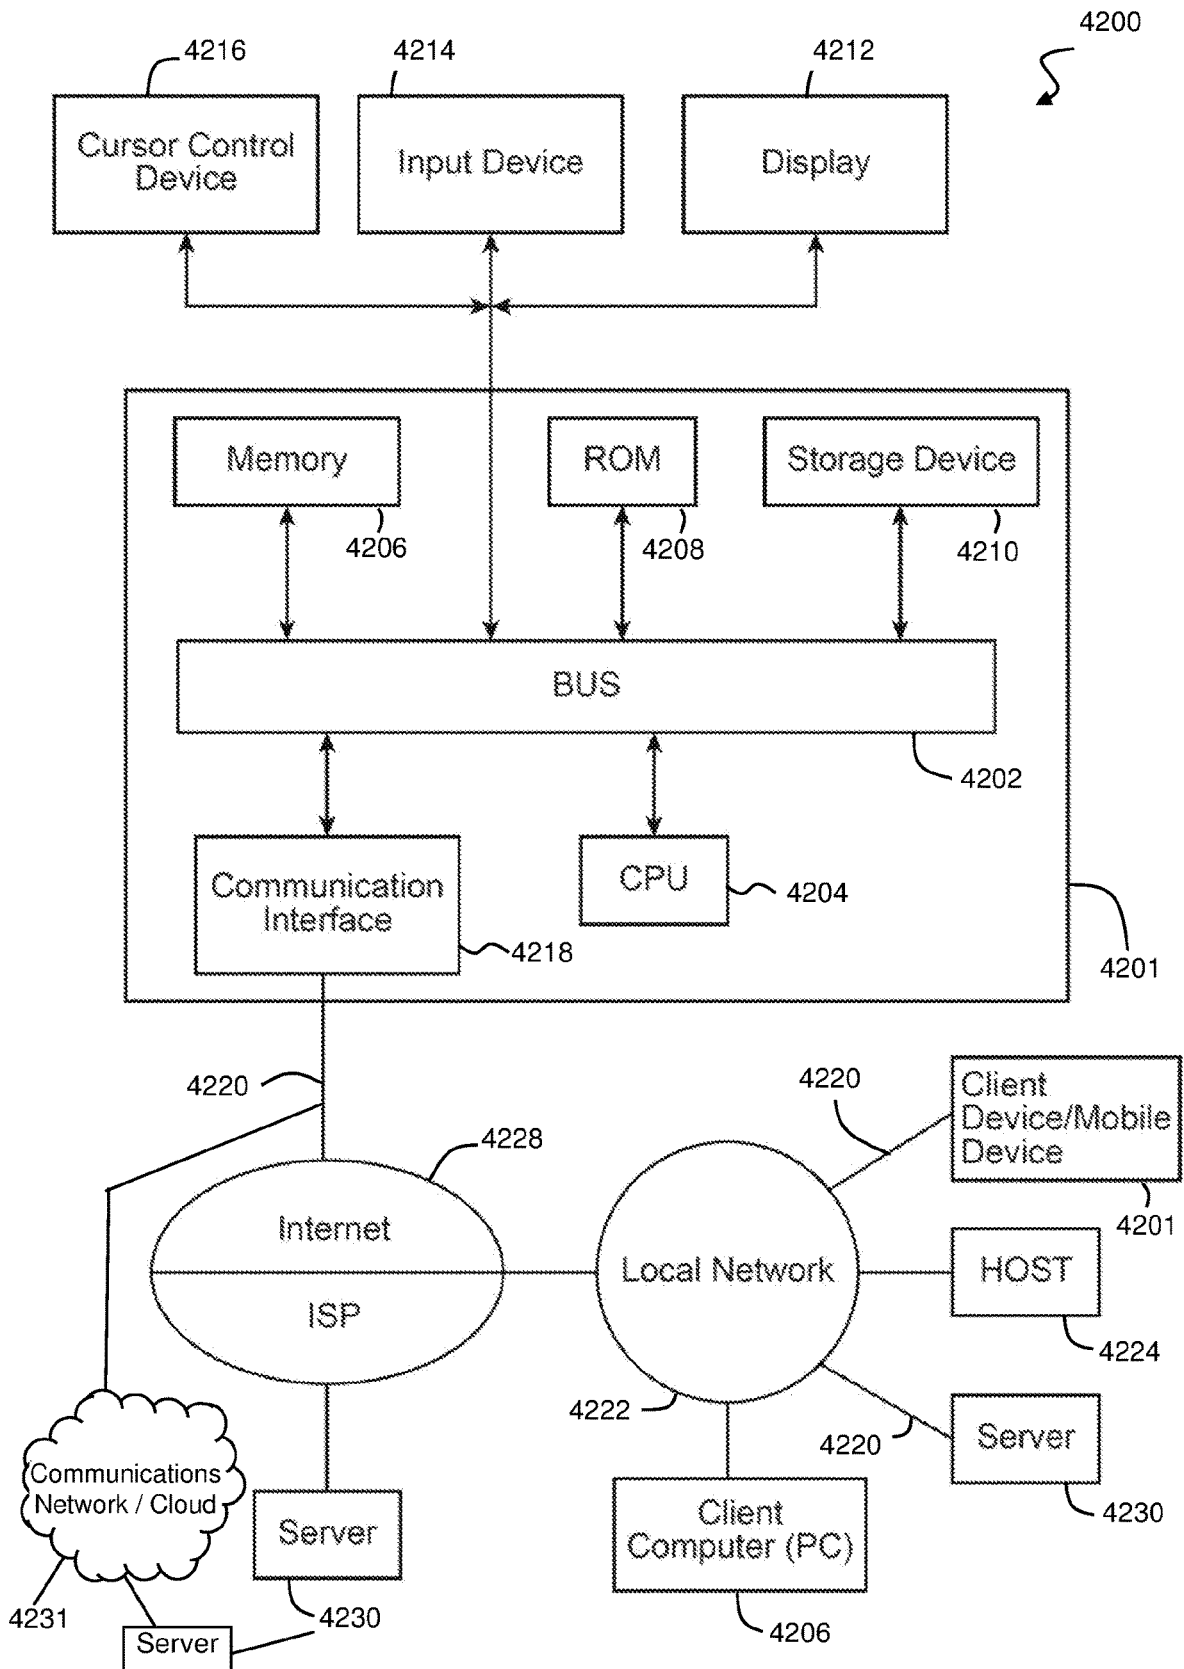 4200
4216
4214
4212
Cursor Control
Device
Input Device
Display
Memory
ROM
Storage Device
4206
4208
4210
BUS
4202
Communication
Interface
CPU
4204
4218
4201
4220
4220
Client
Device/Mobile
Device
4201
4228
Internet
ISP
Local Network
HOST
4224
4222
4220
Server
4230
Communications
Network / Cloud
Server
Client
Computer (PC)
4231
4230
4206
Server